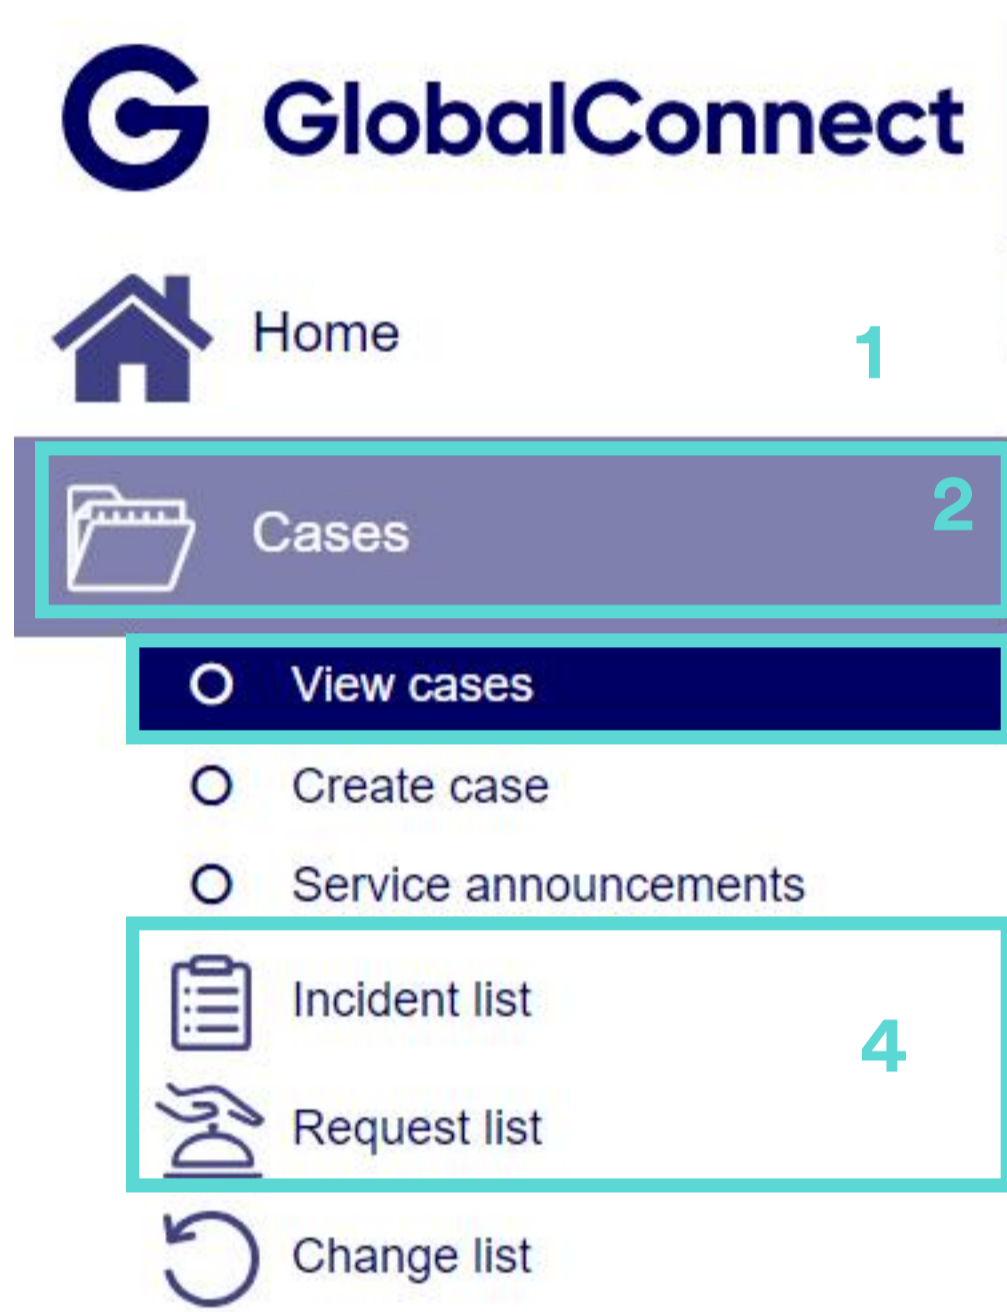 GlobalConnect
Home
1
Cases
2
View cases
Create case
Service announcements
Incident list
4
Request list
Change list